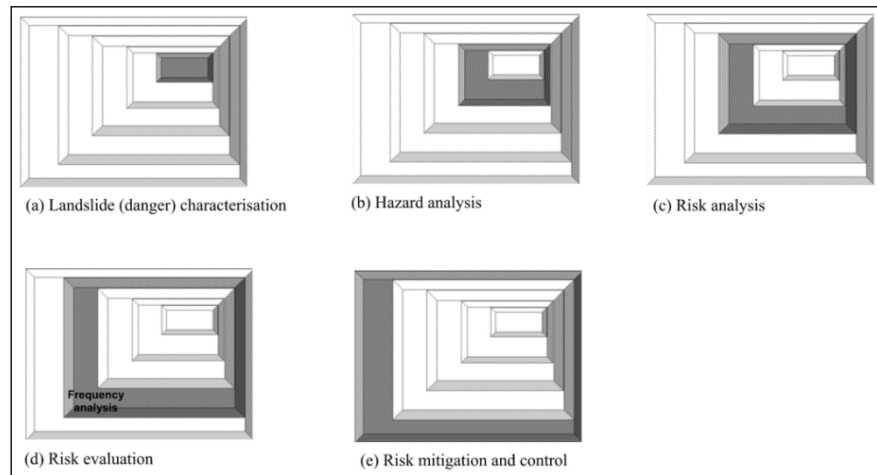 (a) Landslide (danger) characterisation
(b) Hazard analysis
(c) Risk analysis
Frequency
analysis
(d) Risk evaluation
(e) Risk mitigation and control